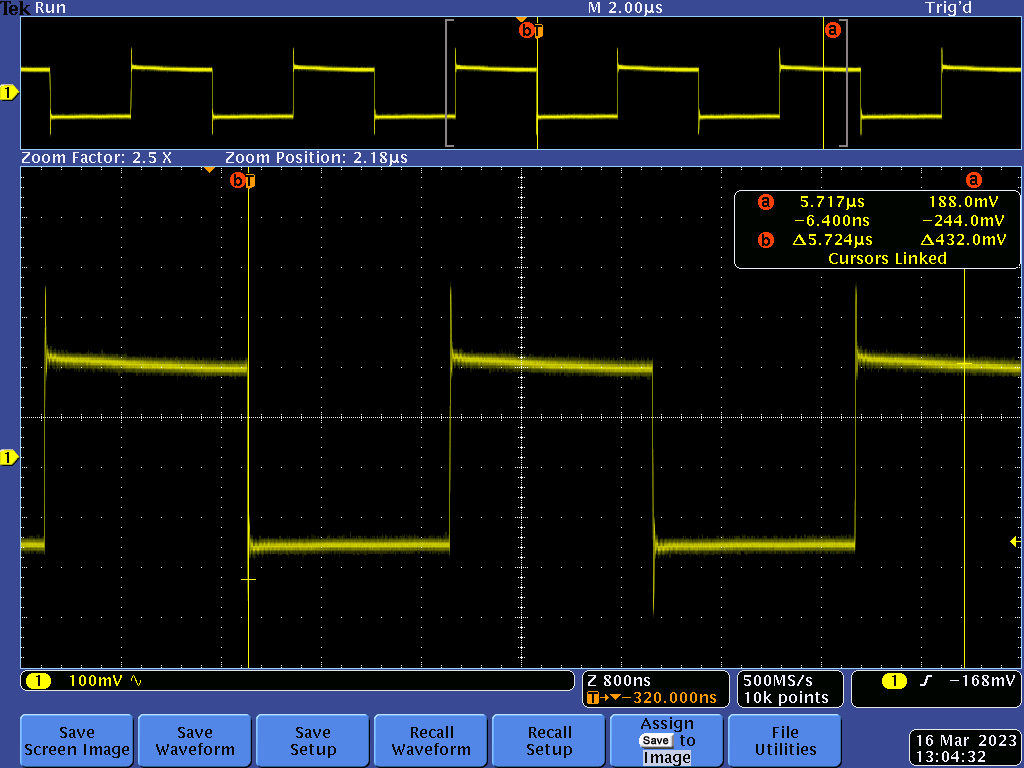 Tek Run M 2.00µs Trig'd
b T a
1
Zoom Factor: 2.5 X Zoom Position: 2.18µs
b T a
a 5.717µs 188.0mV
−6.400ns −244.0mV
b Δ5.724µs Δ432.0mV
Cursors Linked
1
1 100mV ∿ Z 800ns 500MS/s 1 −168mV
T→▼−320.000ns 10k points
Save Screen Image
Save Waveform
Save Setup
Recall Waveform
Recall Setup
Assign Save to Image
File Utilities
16 Mar 2023
13:04:32